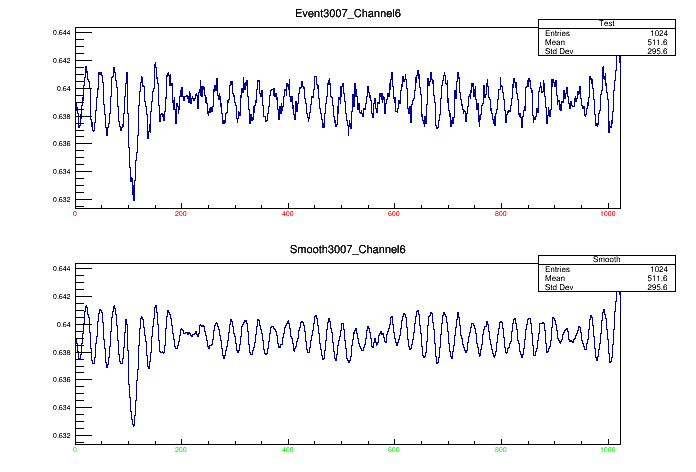 Event3007_Channel6
Test
Entries 1024
Mean 511.6
Std Dev 295.6
0.644
0.642
0.64
0.638
0.636
0.634
0.632
0 200 400 600 800 1000
Smooth3007_Channel6
Smooth
Entries 1024
Mean 511.6
Std Dev 295.6
0.644
0.642
0.64
0.638
0.636
0.634
0.632
0 200 400 600 800 1000